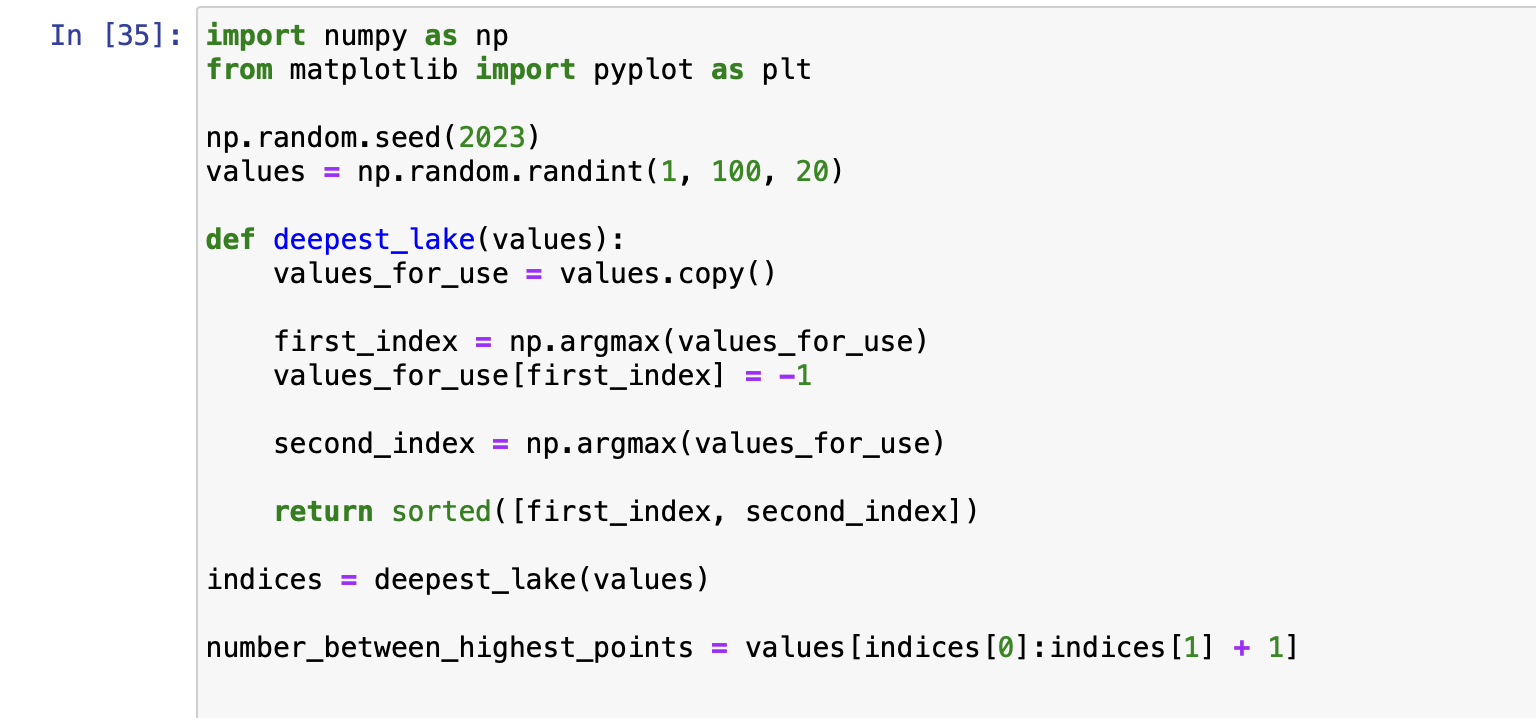 In [35]: import numpy as np
from matplotlib import pyplot as plt

np.random.seed(2023)
values = np.random.randint(1, 100, 20)

def deepest_lake(values):
    values_for_use = values.copy()

    first_index = np.argmax(values_for_use)
    values_for_use[first_index] = -1

    second_index = np.argmax(values_for_use)

    return sorted([first_index, second_index])

indices = deepest_lake(values)

number_between_highest_points = values[indices[0]:indices[1] + 1]